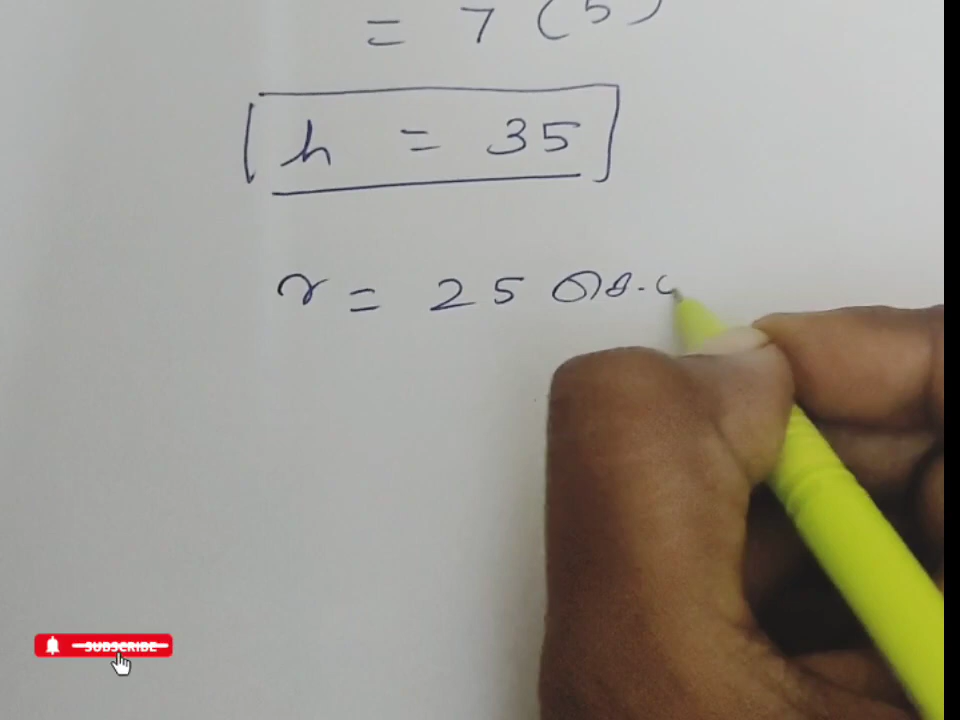 = 7 (5)
h = 35
r = 25 செ.
SUBSCRIBE